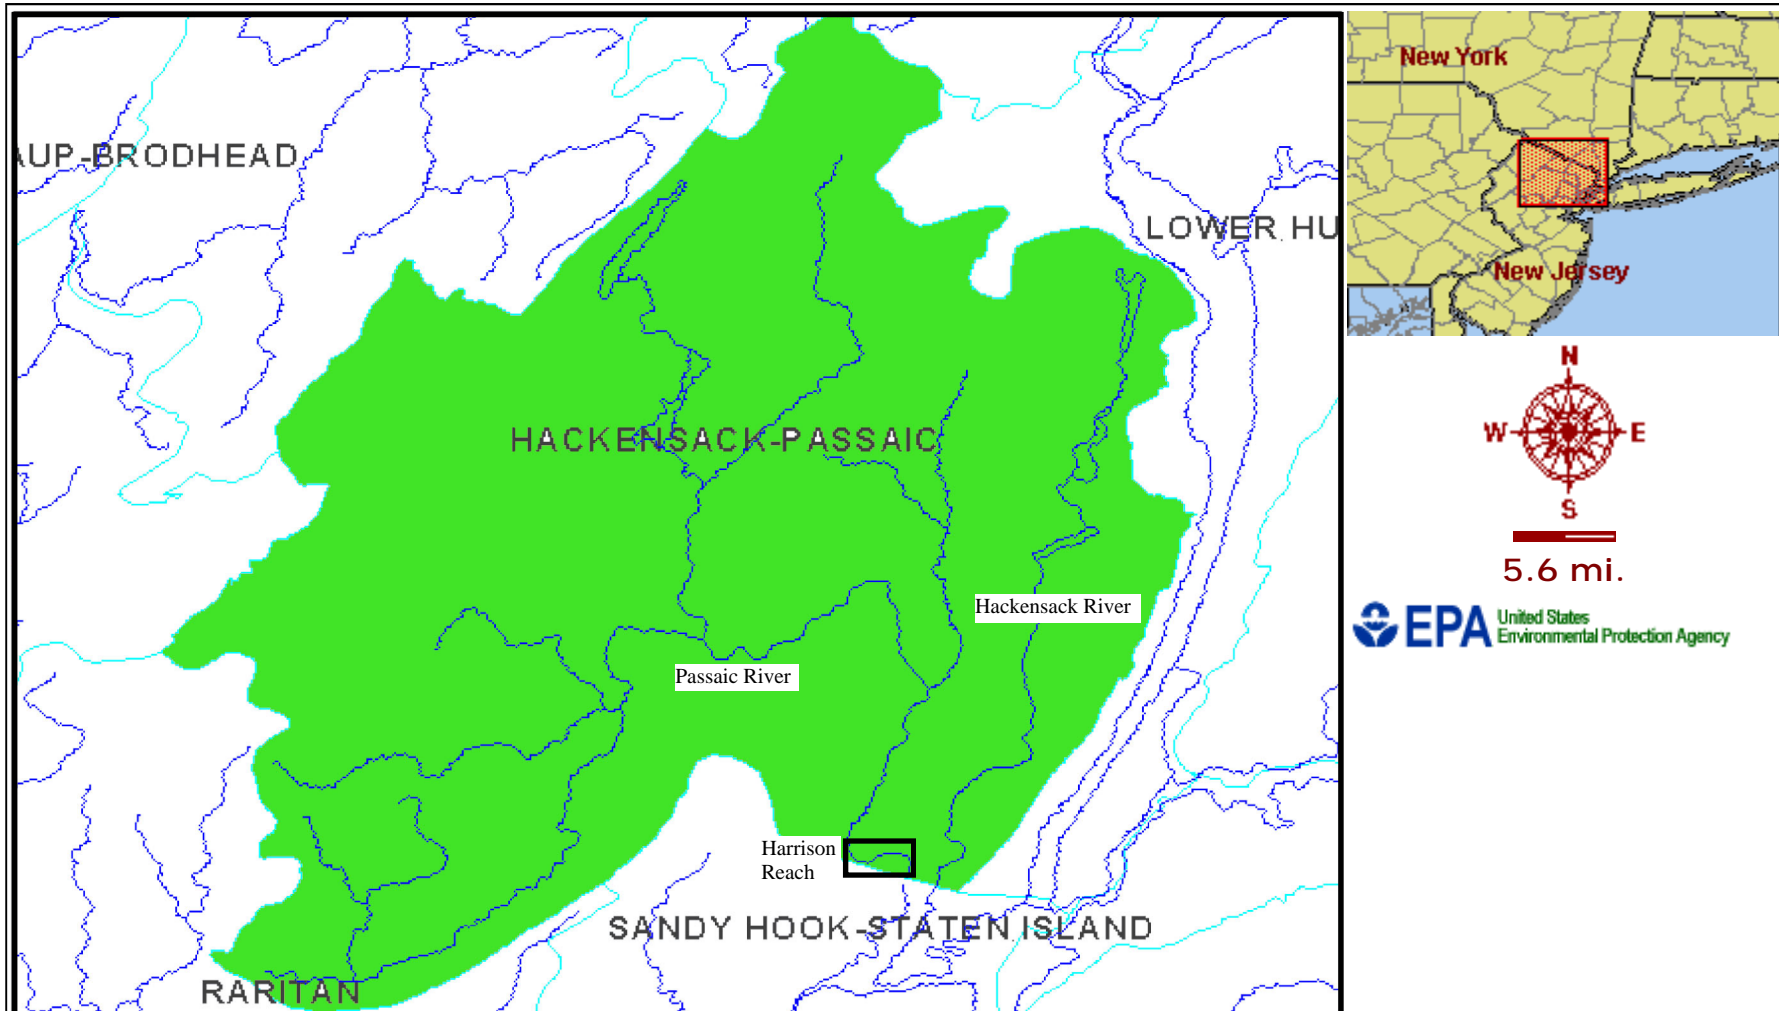 AUP-BRODHEAD
LOWER HU
HACKENSACK-PASSAIC
Hackensack River
Passaic River
Harrison
Reach
SANDY HOOK-STATEN ISLAND
RARITAN
New York
New Jersey
N
W E
S
5.6 mi.
EPA United States
Environmental Protection Agency